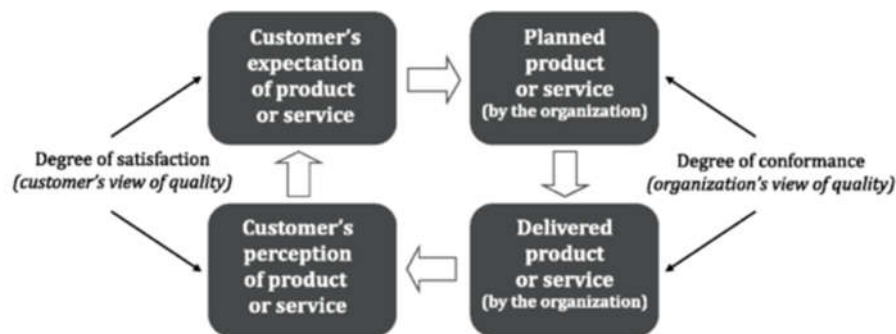 Customer's
expectation
of product
or service
Planned
product
or service
(by the organization)
Degree of satisfaction
(customer's view of quality)
Degree of conformance
(organization's view of quality)
Customer's
perception
of product
or service
Delivered
product
or service
(by the organization)